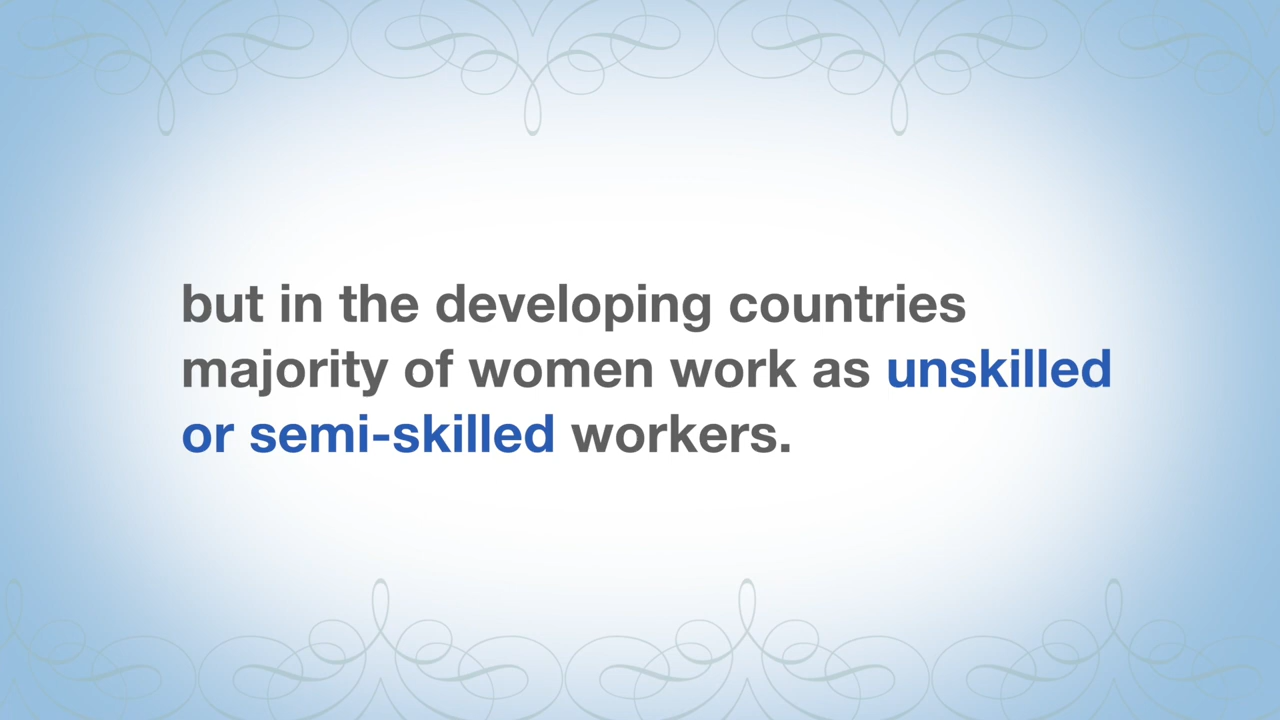 but in the developing countries
majority of women work as unskilled
or semi-skilled workers.